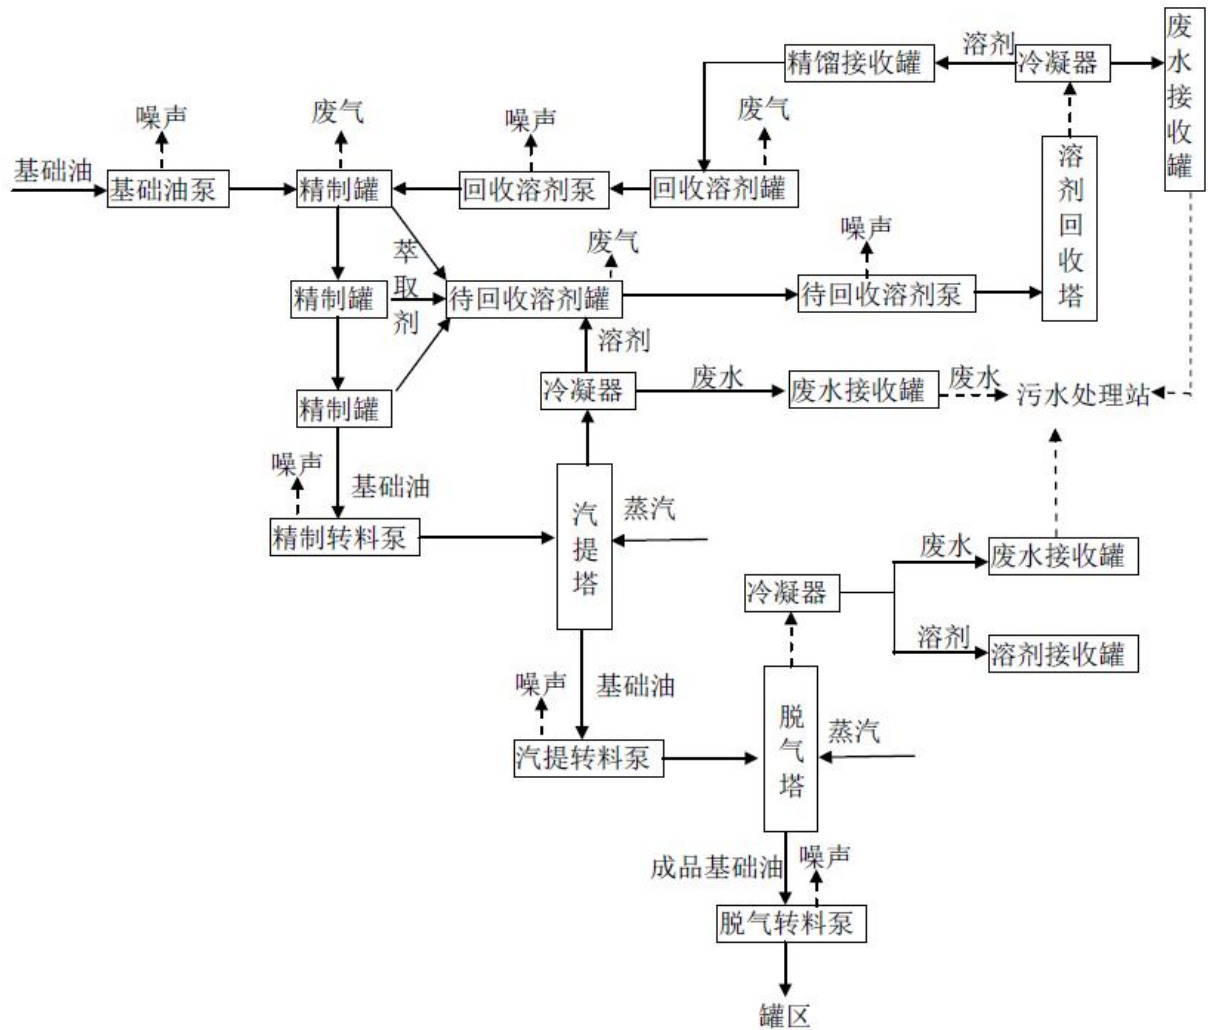 废水接收罐
溶剂
精馏接收罐
冷凝器
噪声
废气
噪声
废气
基础油
基础油泵
精制罐
回收溶剂泵
回收溶剂罐
溶剂回收塔
萃取剂
废气
噪声
精制罐
待回收溶剂罐
待回收溶剂泵
溶剂
冷凝器
废水
废水接收罐
废水
污水处理站
精制罐
噪声
基础油
精制转料泵
汽提塔
蒸汽
废水
废水接收罐
冷凝器
溶剂
溶剂接收罐
噪声
基础油
汽提转料泵
脱气塔
蒸汽
成品基础油
噪声
脱气转料泵
罐区